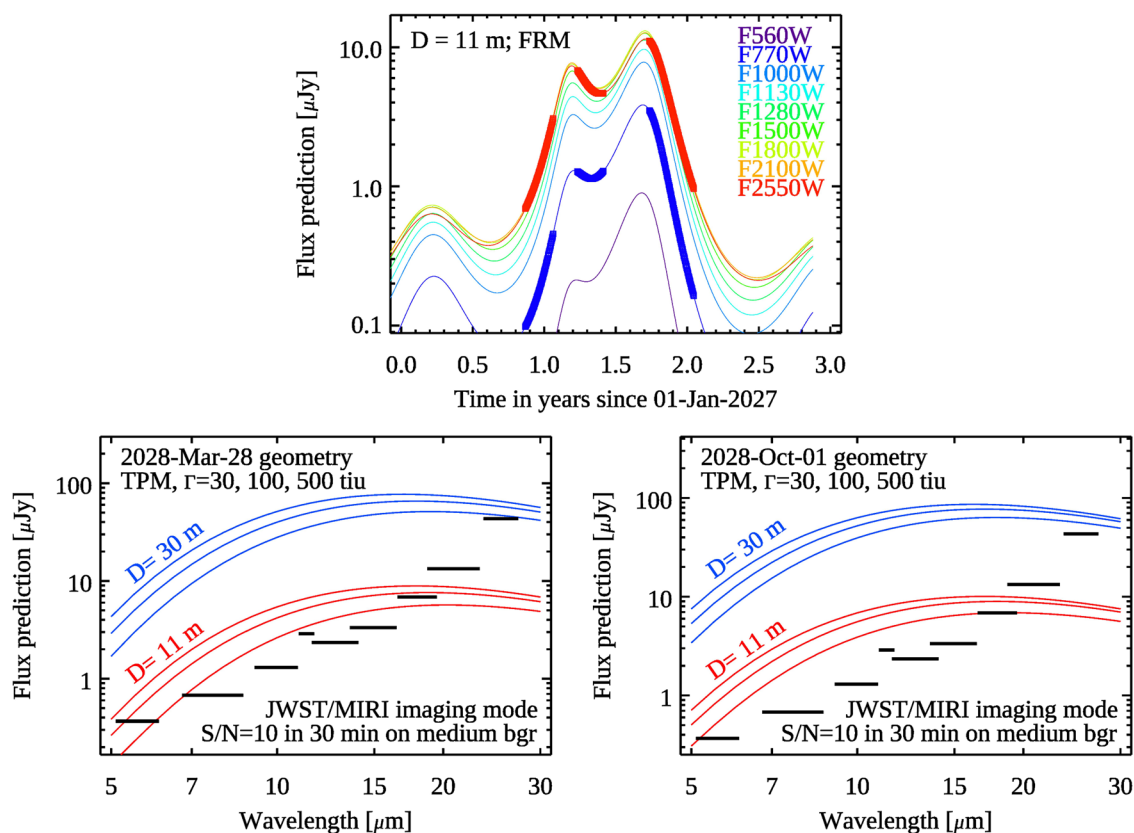 D = 11 m; FRM
F560W
F770W
F1000W
F1130W
F1280W
F1500W
F1800W
F2100W
F2550W
Flux prediction [μJy]
10.0
1.0
0.1
0.0 0.5 1.0 1.5 2.0 2.5 3.0
Time in years since 01-Jan-2027
2028-Mar-28 geometry
TPM, Γ=30, 100, 500 tiu
Flux prediction [μJy]
100
10
1
D= 30 m
D= 11 m
JWST/MIRI imaging mode
S/N=10 in 30 min on medium bgr
5 7 10 15 20 30
Wavelength [μm]
2028-Oct-01 geometry
TPM, Γ=30, 100, 500 tiu
Flux prediction [μJy]
100
10
1
D= 30 m
D= 11 m
JWST/MIRI imaging mode
S/N=10 in 30 min on medium bgr
5 7 10 15 20 30
Wavelength [μm]